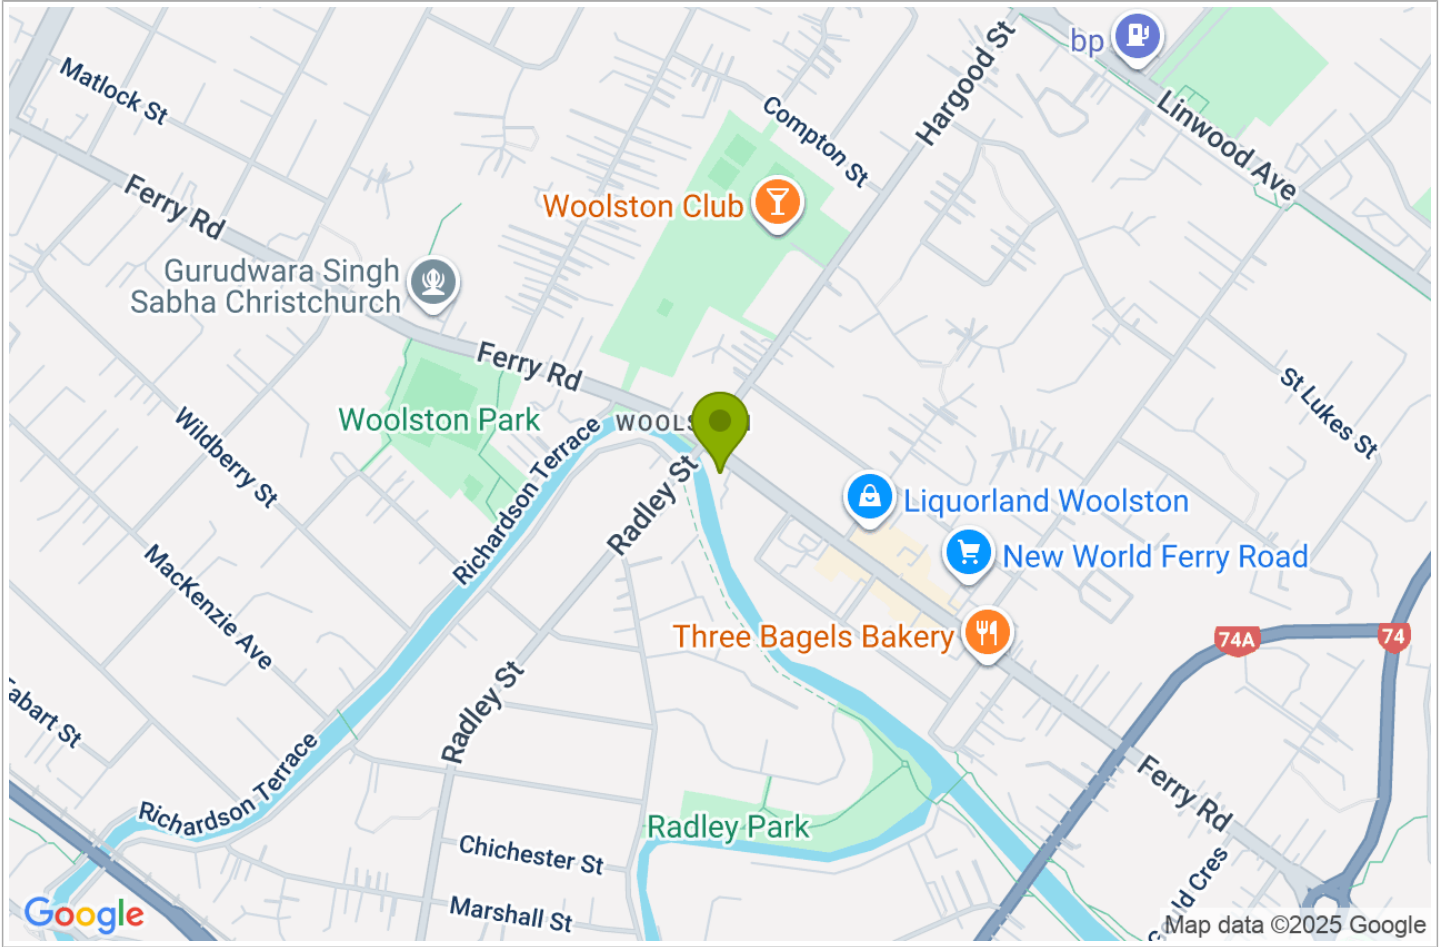 bp
Hargood St
Matlock St
Linwood Ave
Compton St
Ferry Rd
Woolston Club
Gurudwara Singh
Sabha Christchurch
Ferry Rd
St Lukes St
Woolston Park
Wildberry St
Richardson Terrace
Radley St
Liquorland Woolston
New World Ferry Road
MacKenzie Ave
Three Bagels Bakery
74A
74
Radley St
Richardson Terrace
Ferry Rd
Radley Park
Chichester St
Marshall St
Google
Map data ©2025 Google